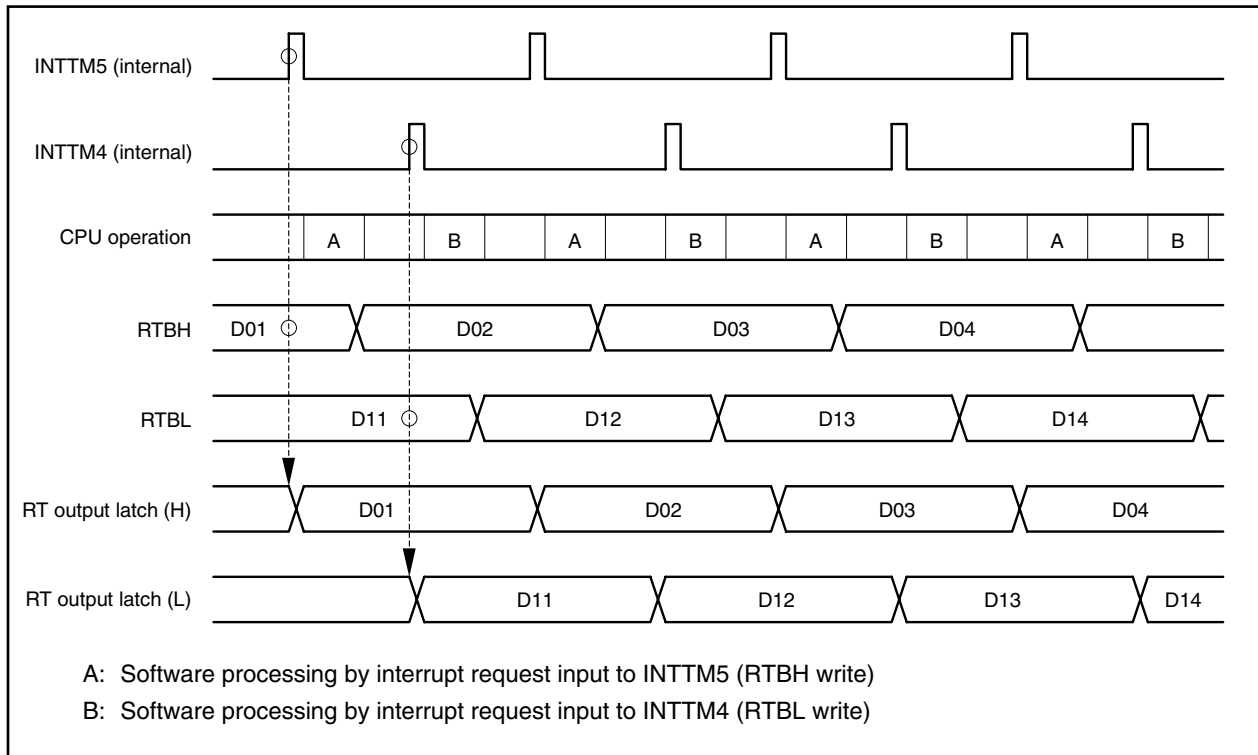 INTTM5 (internal)
INTTM4 (internal)
CPU operation A B A B A B A B
RTBH D01 D02 D03 D04
RTBL D11 D12 D13 D14
RT output latch (H) D01 D02 D03 D04
RT output latch (L) D11 D12 D13 D14
A: Software processing by interrupt request input to INTTM5 (RTBH write)
B: Software processing by interrupt request input to INTTM4 (RTBL write)